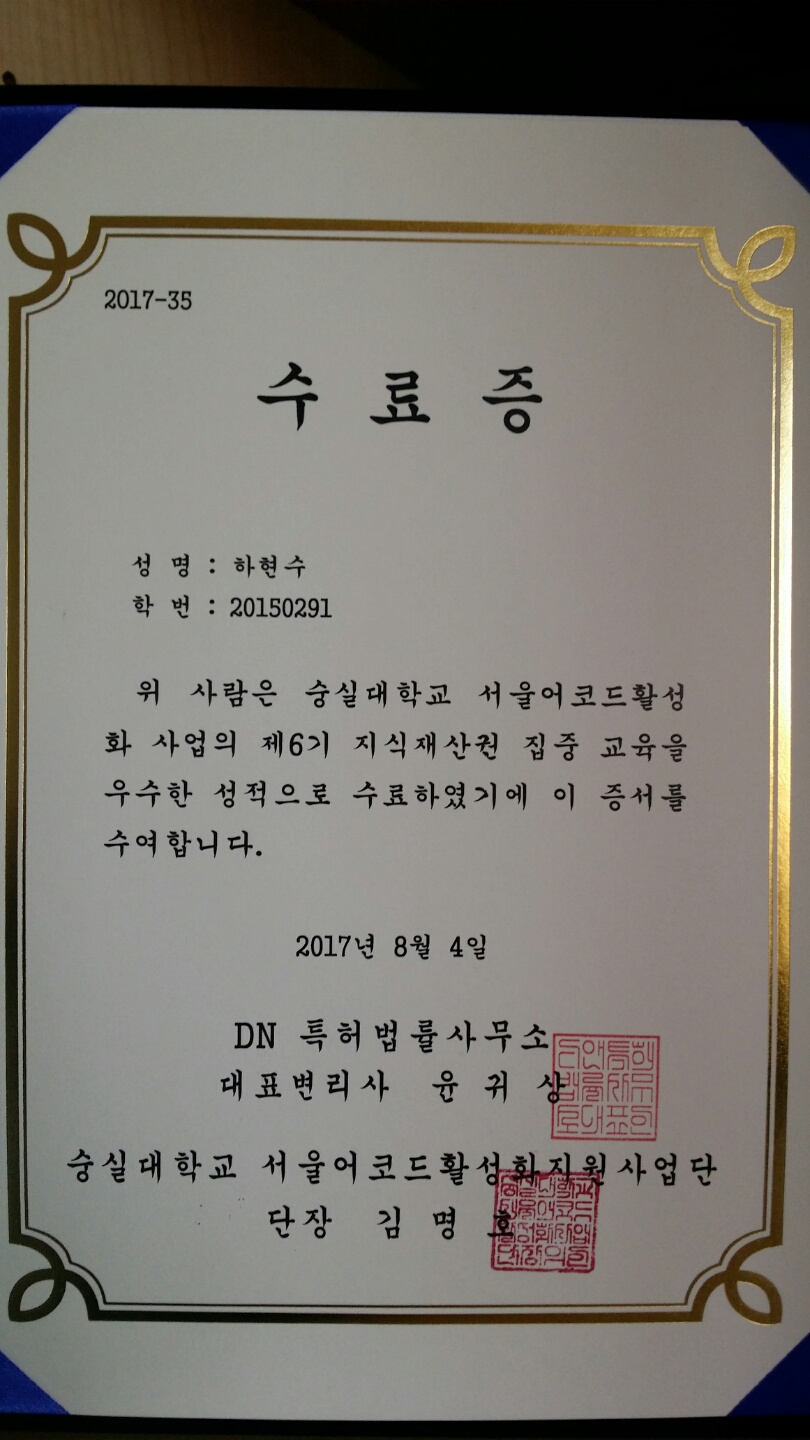 2017-35
수 료 증
성 명 : 하현수
학 번 : 20150291
위 사람은 숭실대학교 서울어코드활성
화 사업의 제6기 지식재산권 집중 교육을
우수한 성적으로 수료하였기에 이 증서를
수여합니다.
2017년 8월 4일
DN 특허법률사무소
대표변리사 윤 귀 상
숭실대학교 서울어코드활성화지원사업단
단장 김 명 호